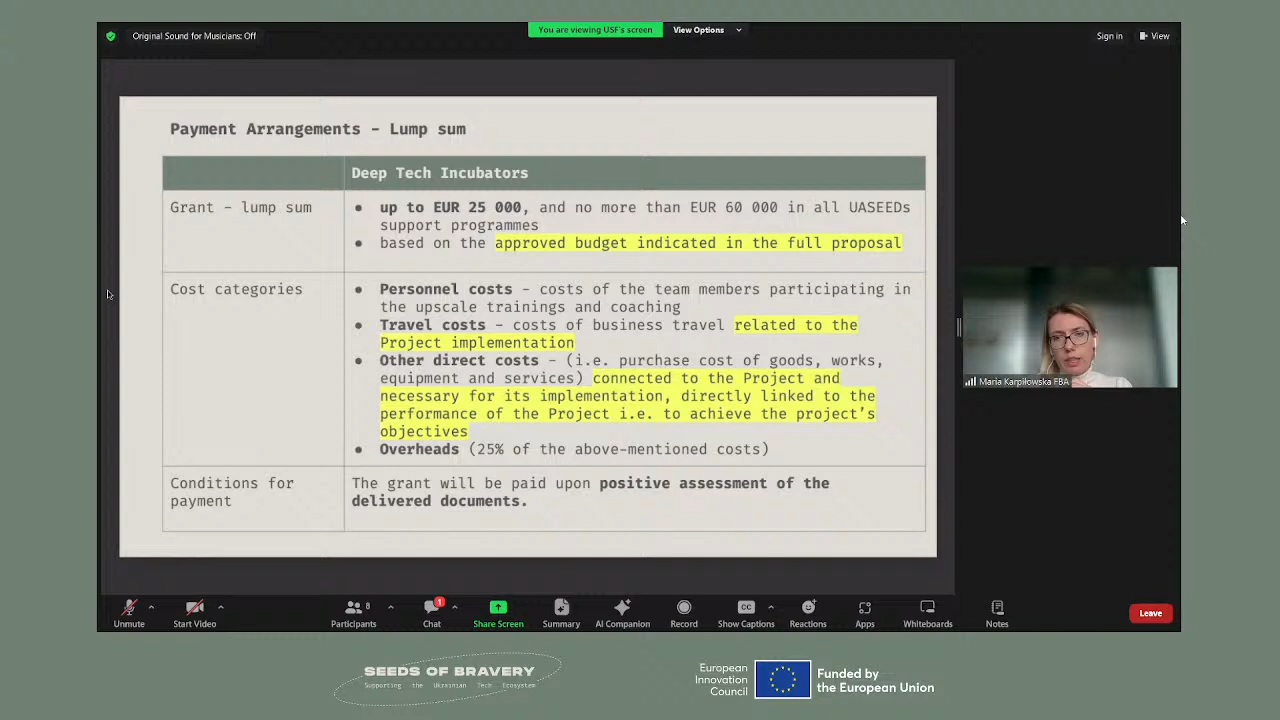 You are viewing USF's screen
View Options
Original Sound for Musicians: Off
Sign in
View
Payment Arrangements – Lump sum
Deep Tech Incubators
Grant – lump sum
● up to EUR 25 000, and no more than EUR 60 000 in all UASEEDs
support programmes
● based on the approved budget indicated in the full proposal
Cost categories
● Personnel costs – costs of the team members participating in
the upscale trainings and coaching
● Travel costs – costs of business travel related to the
Project implementation
● Other direct costs – (i.e. purchase cost of goods, works,
equipment and services) connected to the Project and
necessary for its implementation, directly linked to the
performance of the Project i.e. to achieve the project's
objectives
● Overheads (25% of the above-mentioned costs)
Conditions for
payment
The grant will be paid upon positive assessment of the
delivered documents.
Maria Karpiłowska FBA
Unmute
Start Video
Participants
8
Chat
1
Share Screen
Summary
AI Companion
Record
CC
Show Captions
Reactions
Apps
Whiteboards
Notes
Leave
SEEDS OF BRAVERY
Supporting the Ukrainian Tech Ecosystem
European
Innovation
Council
Funded by
the European Union